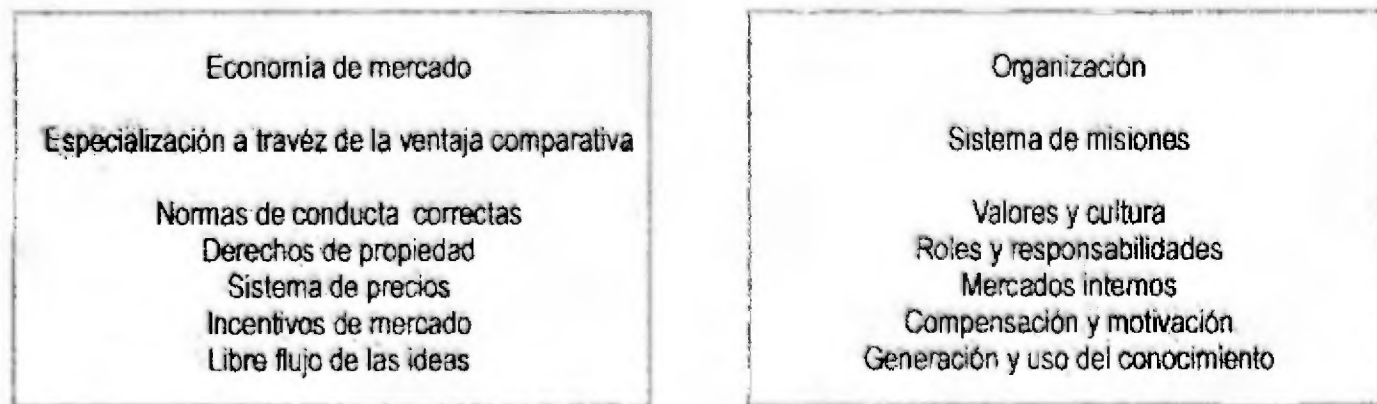 Economia de mercado
Especialización a travéz de la ventaja comparativa
Normas de conducta correctas
Derechos de propiedad
Sistema de precios
Incentivos de mercado
Libre flujo de las ideas
Organización
Sistema de misiones
Valores y cultura
Roles y responsabilidades
Mercados internos
Compensación y motivación
Generación y uso del conocimiento